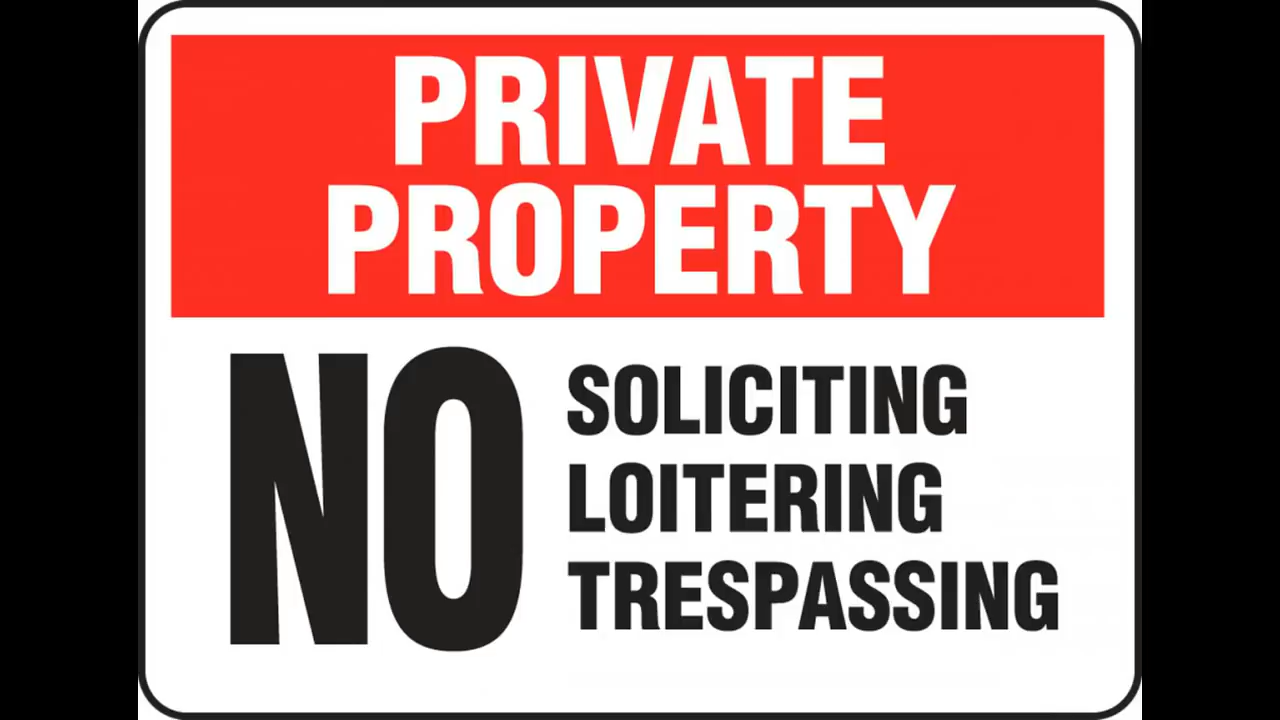 PRIVATE
PROPERTY
NO
SOLICITING
LOITERING
TRESPASSING